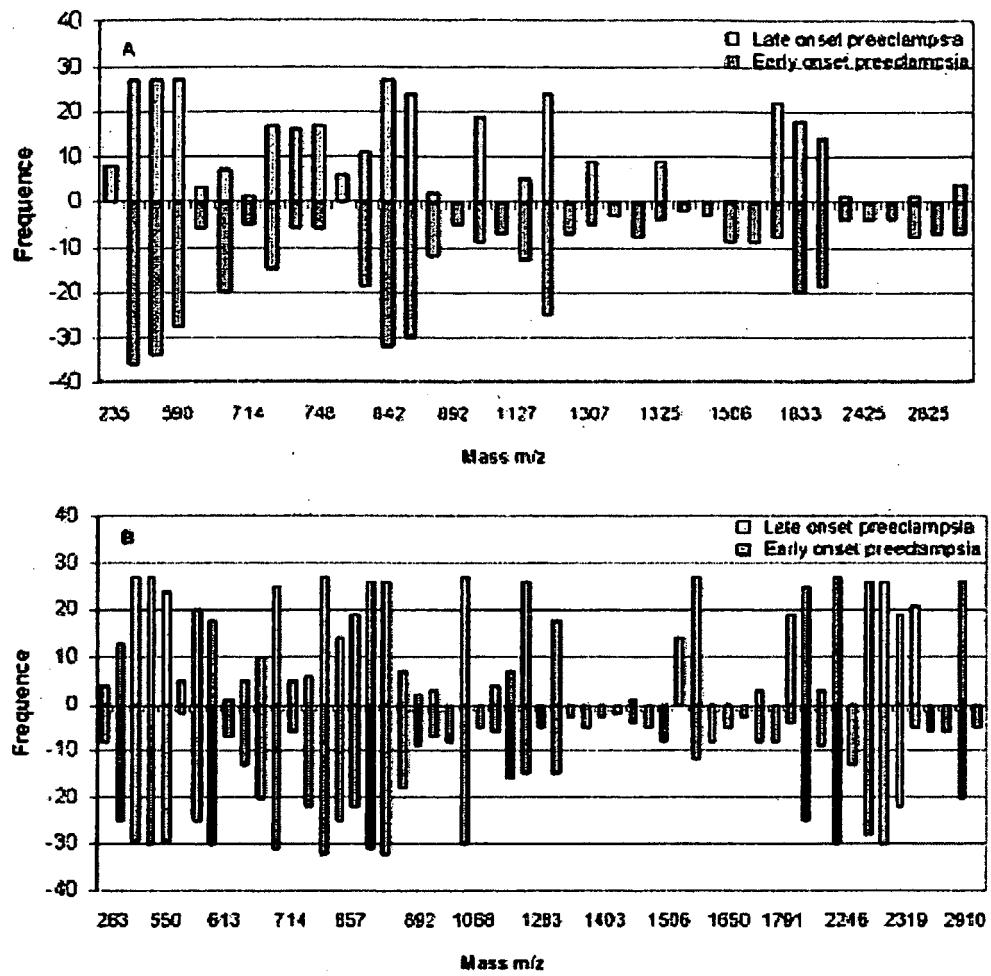 40
A
Late onset preeclampsia
Early onset preeclampsia
30
20
10
0
-10
-20
-30
-40
Frequence
235 590 714 748 842 892 1127 1307 1325 1506 1833 2425 2825
Mass m/z
40
B
Late onset preeclampsia
Early onset preeclampsia
30
20
10
0
-10
-20
-30
-40
Frequence
263 550 613 714 857 892 1068 1283 1403 1506 1650 1791 2246 2319 2910
Mass m/z